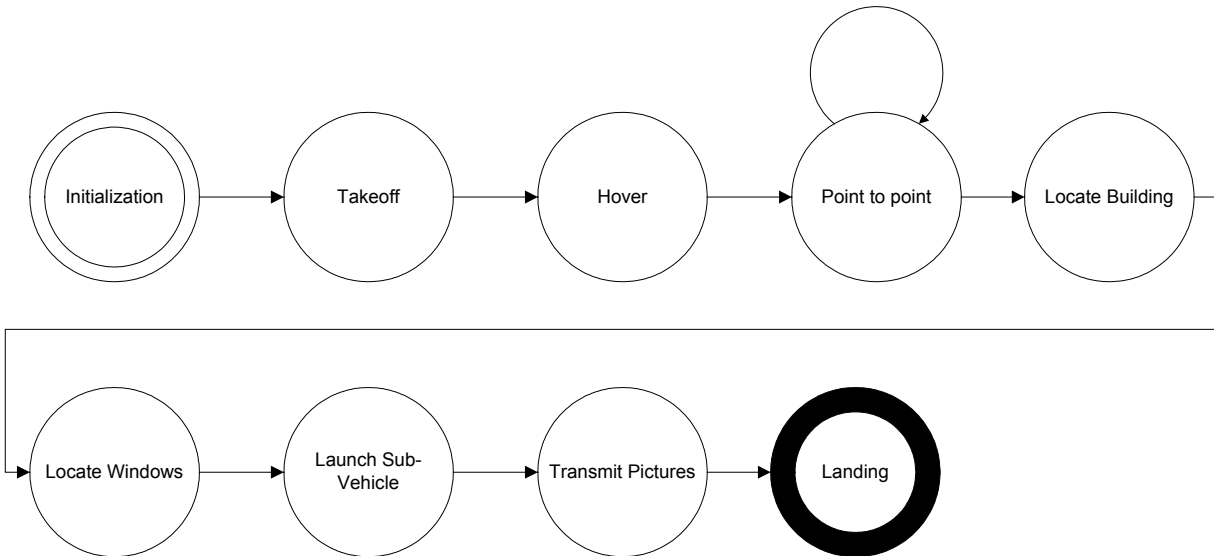 Initialization
Takeoff
Hover
Point to point
Locate Building
Locate Windows
Launch Sub-
Vehicle
Transmit Pictures
Landing